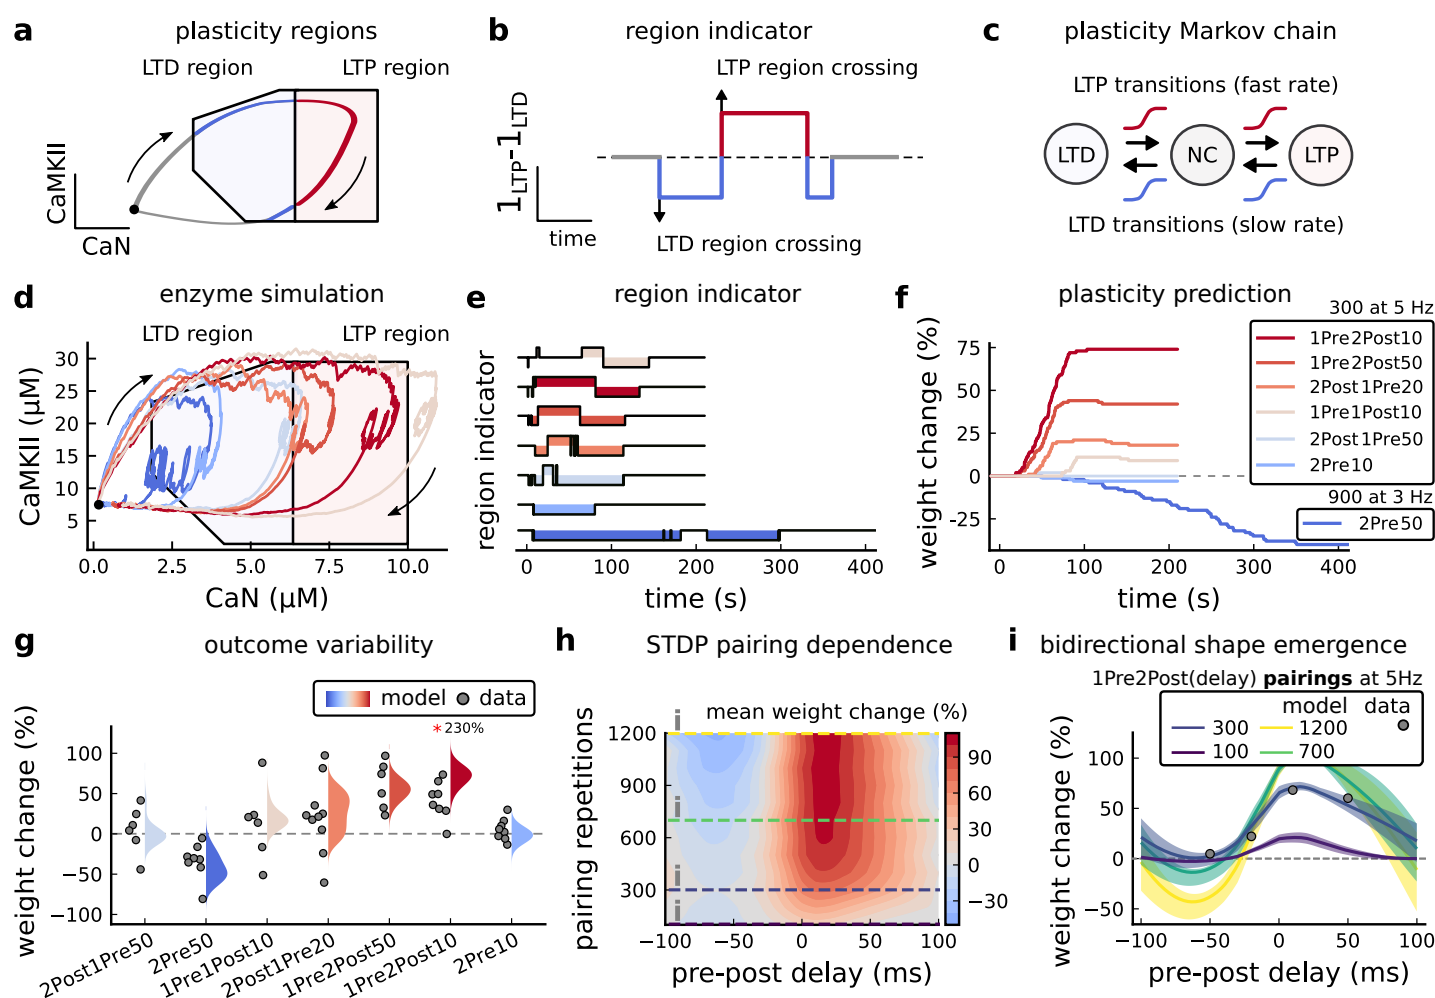 a plasticity regions
LTD region LTP region
CaMKII
CaN
b region indicator
LTP region crossing
1LTP-1LTD
time
LTD region crossing
c plasticity Markov chain
LTP transitions (fast rate)
LTD NC LTP
LTD transitions (slow rate)
d enzyme simulation
LTD region LTP region
CaMKII (μM)
30
25
20
15
10
5
0.0 2.5 5.0 7.5 10.0
CaN (μM)
e region indicator
region indicator
0 100 200 300 400
time (s)
f plasticity prediction
300 at 5 Hz
1Pre2Post10
1Pre2Post50
2Post1Pre20
1Pre1Post10
2Post1Pre50
2Pre10
900 at 3 Hz
2Pre50
weight change (%)
75
50
25
0
−25
0 100 200 300 400
time (s)
g outcome variability
model data
* 230%
weight change (%)
100
50
0
−50
−100
2Post1Pre50 2Pre50 1Pre1Post10 2Post1Pre20 1Pre2Post50 1Pre2Post10 2Pre10
h STDP pairing dependence
mean weight change (%)
pairing repetitions
1200
900
600
300
−100 −50 0 50 100
pre-post delay (ms)
90
60
30
0
−30
i bidirectional shape emergence
1Pre2Post(delay) pairings at 5Hz
model data
300 1200
100 700
weight change (%)
100
50
0
−50
−100 −50 0 50 100
pre-post delay (ms)